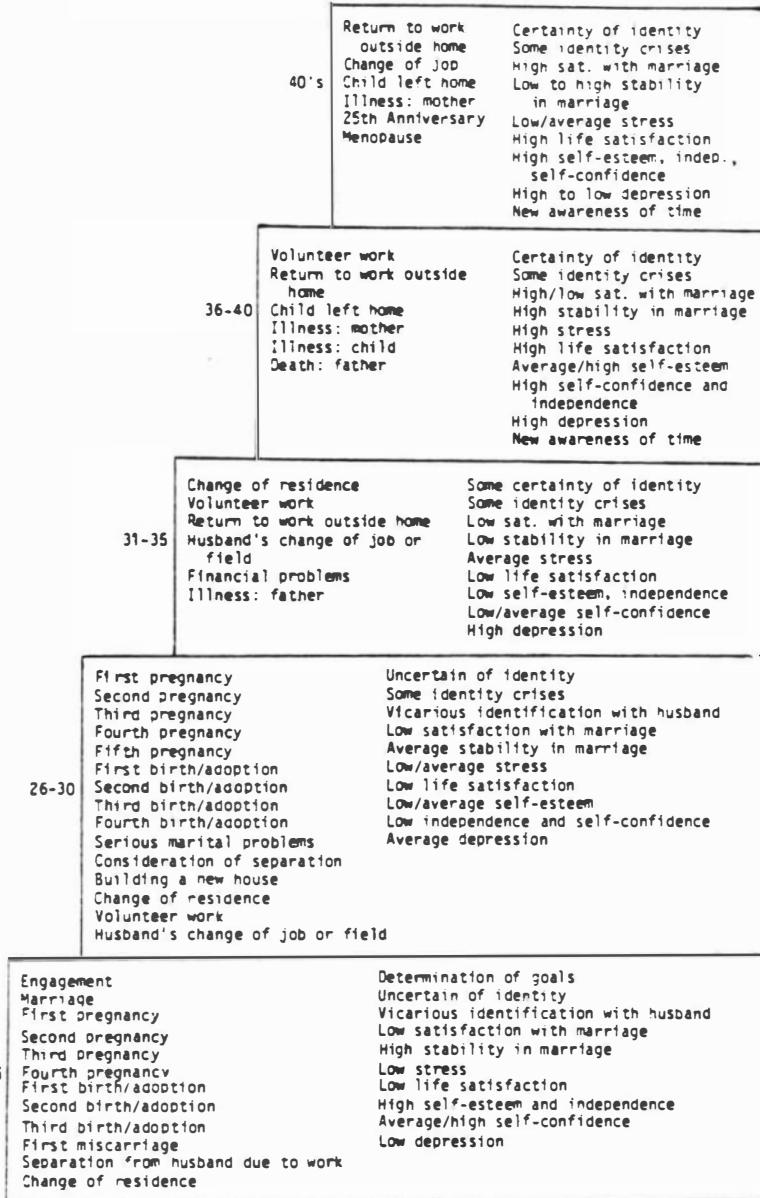 Return to work
outside home
Change of job
Child left home
Illness: mother
25th Anniversary
Menopause
Certainty of identity
Some identity crises
High sat. with marriage
Low to high stability
in marriage
Low/average stress
High life satisfaction
High self-esteem, indep.,
self-confidence
High to low depression
New awareness of time
40's
Volunteer work
Return to work outside
home
Child left home
Illness: mother
Illness: child
Death: father
Certainty of identity
Some identity crises
High/low sat. with marriage
High stability in marriage
High stress
High life satisfaction
Average/high self-esteem
High self-confidence and
independence
High depression
New awareness of time
36-40
Change of residence
Volunteer work
Return to work outside home
Husband's change of job or
field
Financial problems
Illness: father
Some certainty of identity
Some identity crises
Low sat. with marriage
Low stability in marriage
Average stress
Low life satisfaction
Low self-esteem, independence
Low/average self-confidence
High depression
31-35
First pregnancy
Second pregnancy
Third pregnancy
Fourth pregnancy
Fifth pregnancy
First birth/adoption
Second birth/adoption
Third birth/adoption
Fourth birth/adoption
Serious marital problems
Consideration of separation
Building a new house
Change of residence
Volunteer work
Husband's change of job or field
Uncertain of identity
Some identity crises
Vicarious identification with husband
Low satisfaction with marriage
Average stability in marriage
Low/average stress
Low life satisfaction
Low/average self-esteem
Low independence and self-confidence
Average depression
26-30
Engagement
Marriage
First pregnancy
Second pregnancy
Third pregnancy
Fourth pregnancy
First birth/adoption
Second birth/adoption
Third birth/adoption
First miscarriage
Separation from husband due to work
Change of residence
Determination of goals
Uncertain of identity
Vicarious identification with husband
Low satisfaction with marriage
High stability in marriage
Low stress
Low life satisfaction
High self-esteem and independence
Average/high self-confidence
Low depression